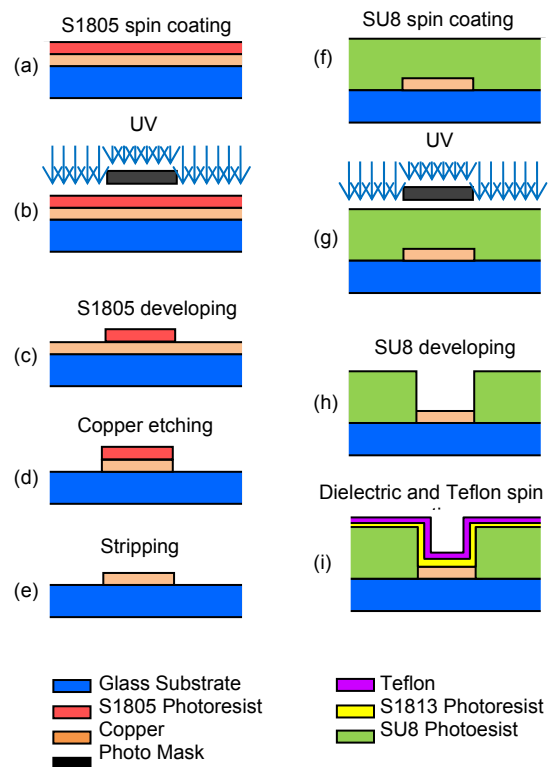 S1805 spin coating
(a)
UV
(b)
S1805 developing
(c)
Copper etching
(d)
Stripping
(e)
SU8 spin coating
(f)
UV
(g)
SU8 developing
(h)
Dielectric and Teflon spin
(i)
Glass Substrate
S1805 Photoresist
Copper
Photo Mask
Teflon
S1813 Photoresist
SU8 Photoesist